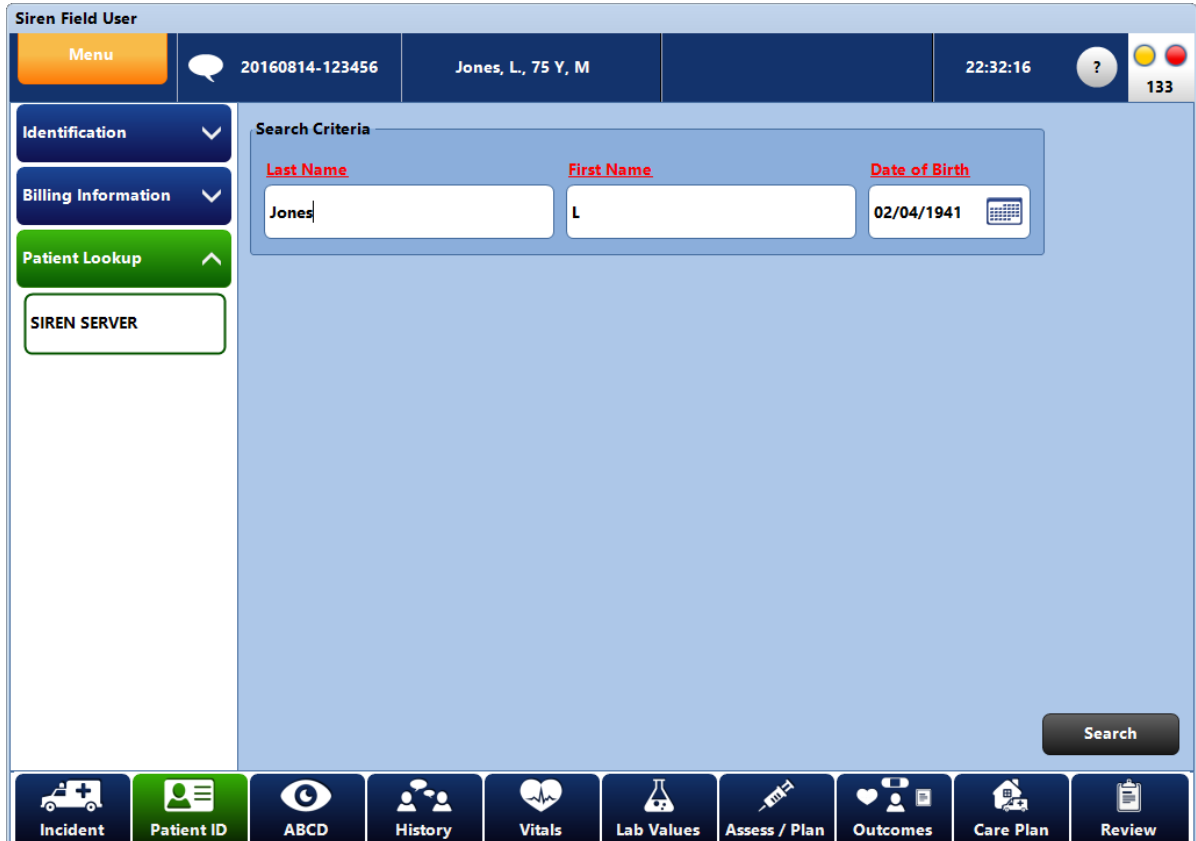 Siren Field User
Menu
20160814-123456
Jones, L., 75 Y, M
22:32:16
?
133
Identification
Billing Information
Patient Lookup
SIREN SERVER
Search Criteria
Last Name
First Name
Date of Birth
Jones
L
02/04/1941
Search
Incident
Patient ID
ABCD
History
Vitals
Lab Values
Assess / Plan
Outcomes
Care Plan
Review